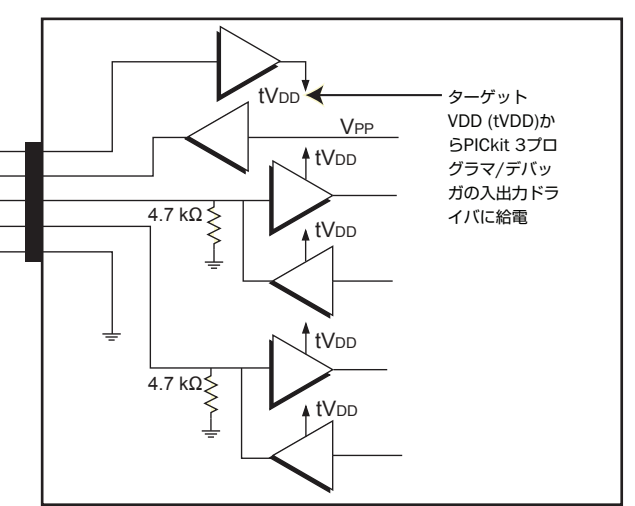 tVDD
ターゲット
VDD (tVDD)か
らPICkit 3プロ
グラマ/デバッ
ガの入出力ドラ
イバに給電
VPP
tVDD
4.7 kΩ
tVDD
tVDD
4.7 kΩ
tVDD